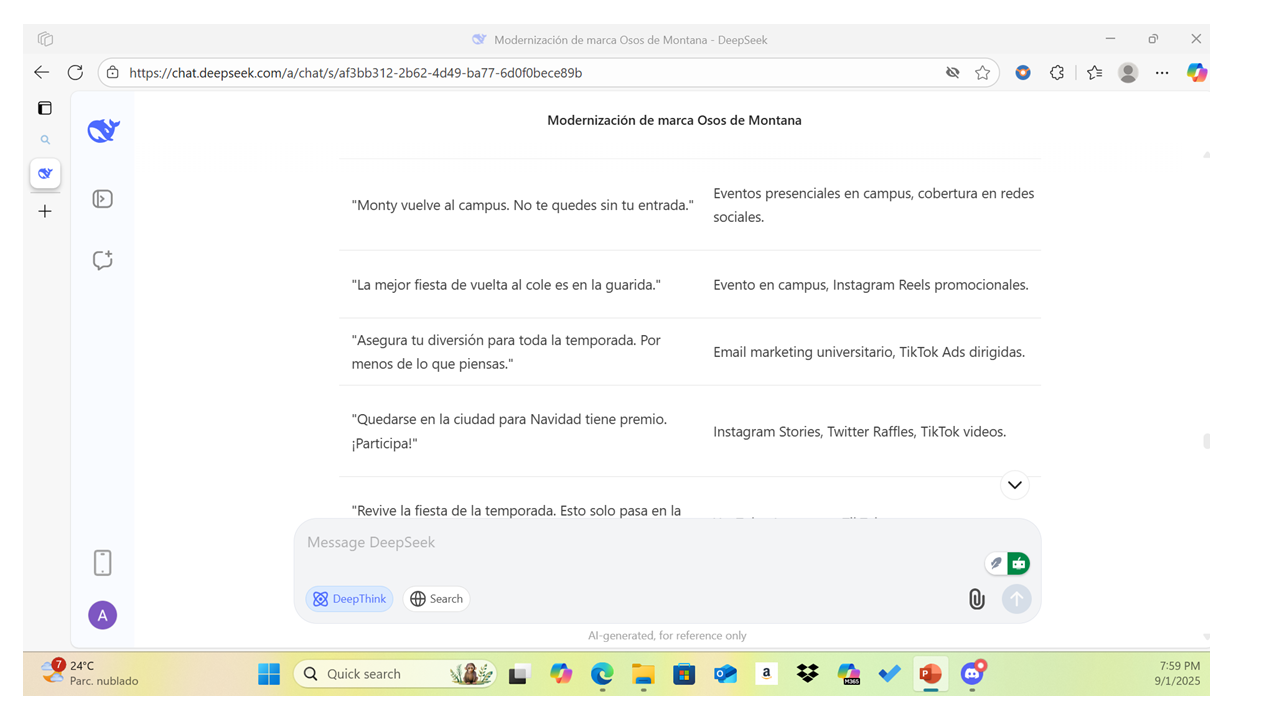 Modernización de marca Osos de Montana - DeepSeek
https://chat.deepseek.com/a/chat/s/af3bb312-2b62-4d49-ba77-6d0f0bece89b
Modernización de marca Osos de Montana
"Monty vuelve al campus. No te quedes sin tu entrada."
Eventos presenciales en campus, cobertura en redes
sociales.
"La mejor fiesta de vuelta al cole es en la guarida."
Evento en campus, Instagram Reels promocionales.
"Asegura tu diversión para toda la temporada. Por
menos de lo que piensas."
Email marketing universitario, TikTok Ads dirigidas.
"Quedarse en la ciudad para Navidad tiene premio.
¡Participa!"
Instagram Stories, Twitter Raffles, TikTok videos.
"Revive la fiesta de la temporada. Esto solo pasa en la
Message DeepSeek
DeepThink
Search
A
AI-generated, for reference only
7
24°C
Parc. nublado
Quick search
a
M365
P
7:59 PM
9/1/2025